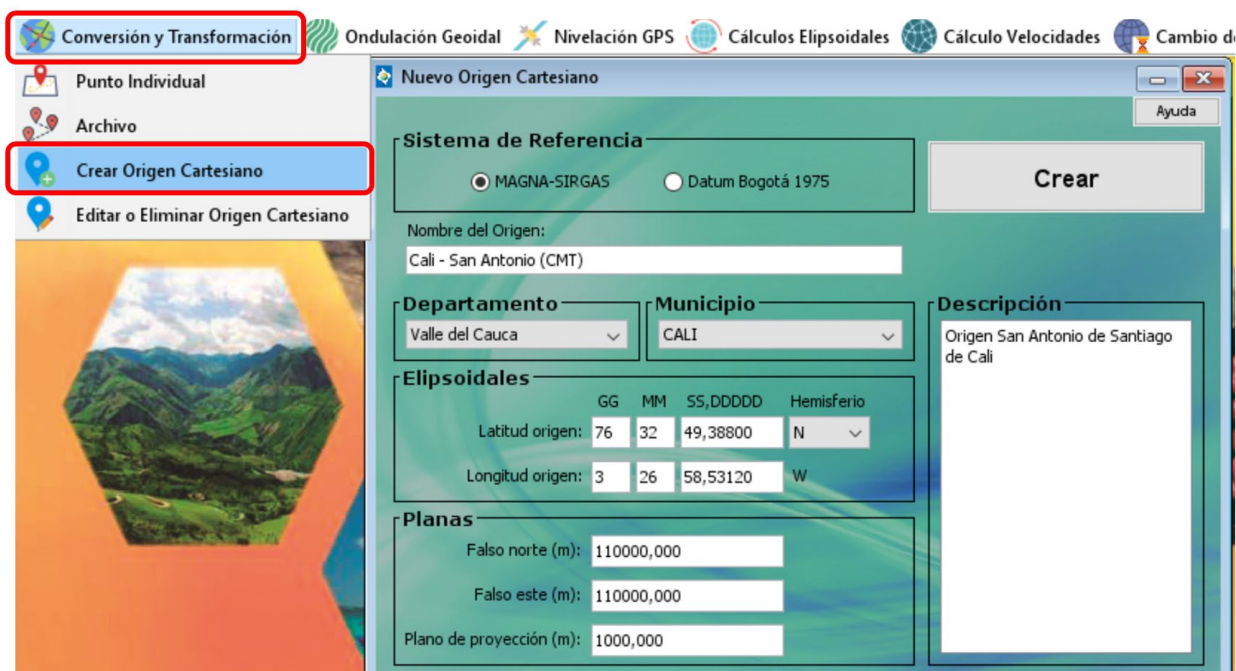 Conversión y Transformación Ondulación Geoidal Nivelación GPS Cálculos Elipsoidales Cálculo Velocidades Cambio
Punto Individual
Archivo
Crear Origen Cartesiano
Editar o Eliminar Origen Cartesiano
Nuevo Origen Cartesiano
Ayuda
Sistema de Referencia
MAGNA-SIRGAS Datum Bogotá 1975
Crear
Nombre del Origen:
Cali - San Antonio (CMT)
Departamento
Valle del Cauca
Municipio
CALI
Descripción
Origen San Antonio de Santiago
de Cali
Elipsoidales
GG MM SS,DDDDD Hemisferio
Latitud origen: 76 32 49,38800 N
Longitud origen: 3 26 58,53120 W
Planas
Falso norte (m): 110000,000
Falso este (m): 110000,000
Plano de proyección (m): 1000,000